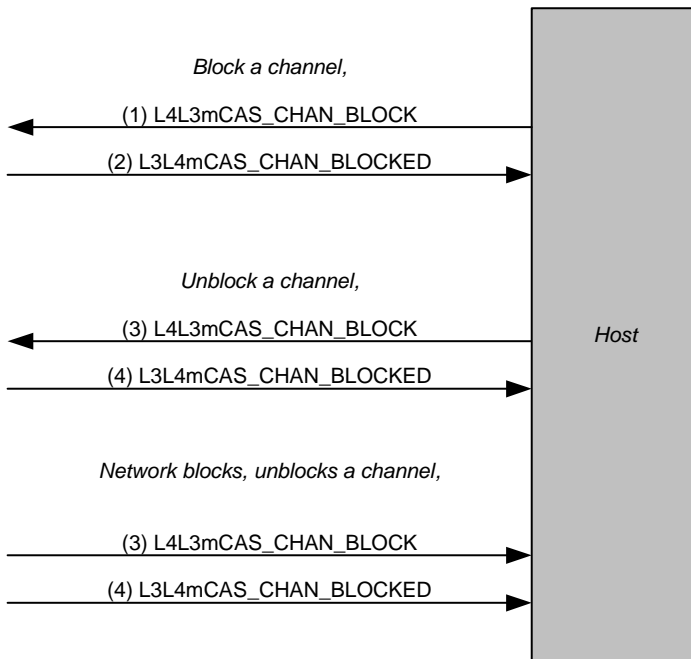 Block a channel,
(1) L4L3mCAS_CHAN_BLOCK
(2) L3L4mCAS_CHAN_BLOCKED
Unblock a channel,
(3) L4L3mCAS_CHAN_BLOCK
Host
(4) L3L4mCAS_CHAN_BLOCKED
Network blocks, unblocks a channel,
(3) L4L3mCAS_CHAN_BLOCK
(4) L3L4mCAS_CHAN_BLOCKED